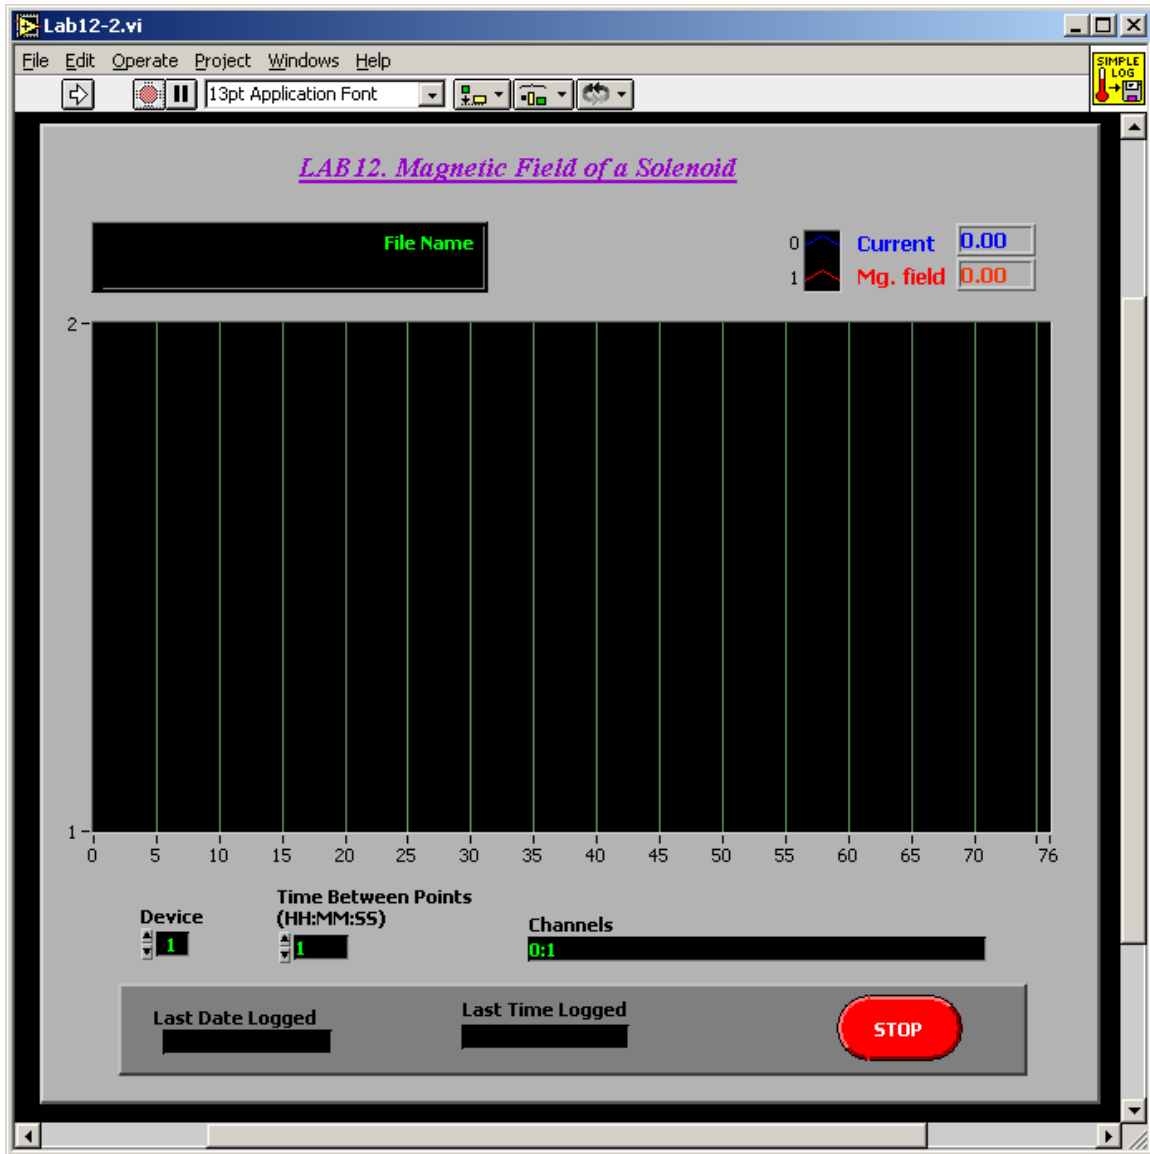 Lab12-2.vi
File Edit Operate Project Windows Help
13pt Application Font
SIMPLE
LOG
LAB12. Magnetic Field of a Solenoid
File Name
0 Current 0.00
1 Mg. field 0.00
2
1
0 5 10 15 20 25 30 35 40 45 50 55 60 65 70 76
Time Between Points
Device (HH:MM:SS) Channels
1 1 0:1
Last Date Logged Last Time Logged
STOP